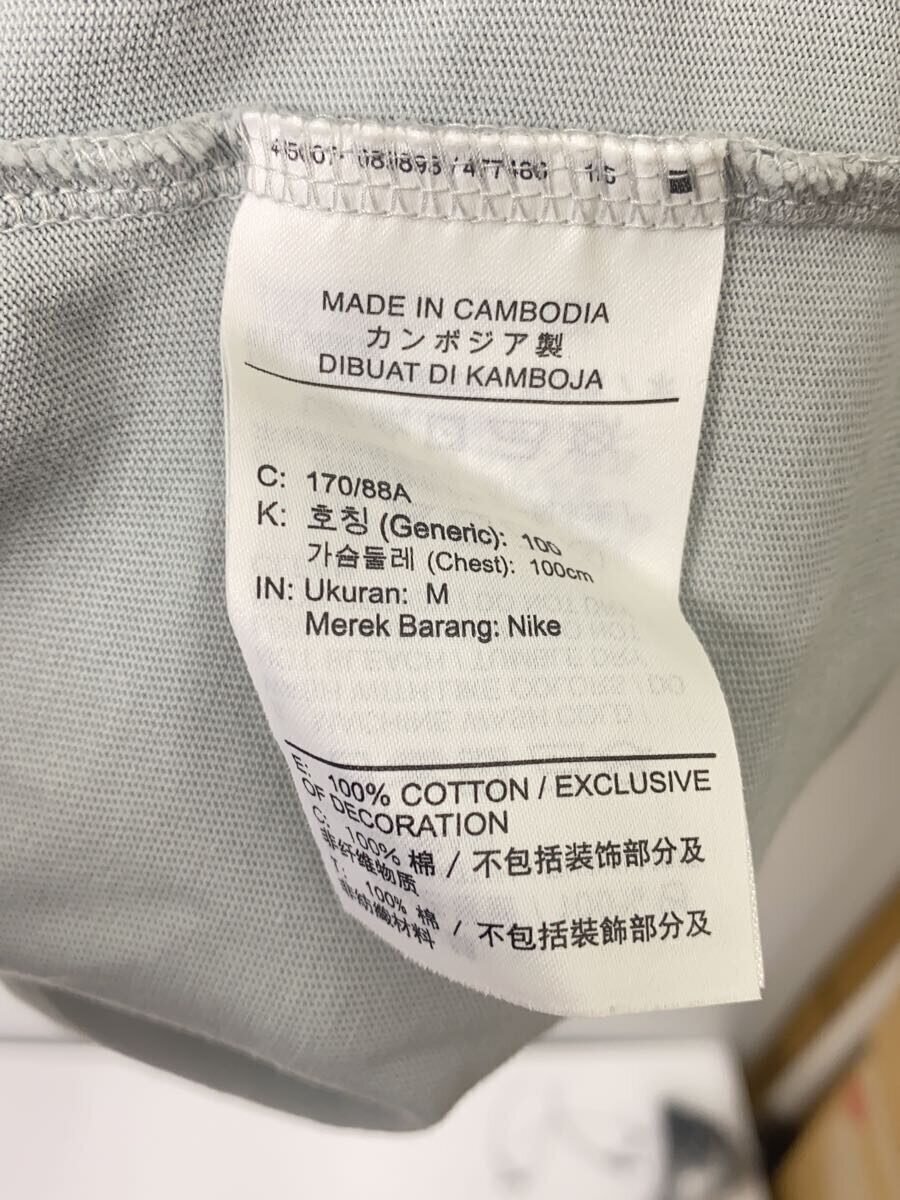 MADE IN CAMBODIA
カンボジア製
DIBUAT DI KAMBOJA
C: 170/88A
K: 호칭 (Generic): 100
가슴둘레 (Chest): 100cm
IN: Ukuran: M
Merek Barang: Nike
E: 100% COTTON / EXCLUSIVE
OF DECORATION
C: 100% 棉 / 不包括装饰部分及
非纤维物质
T: 100% 棉 / 不包括裝飾部分及
非紡織材料